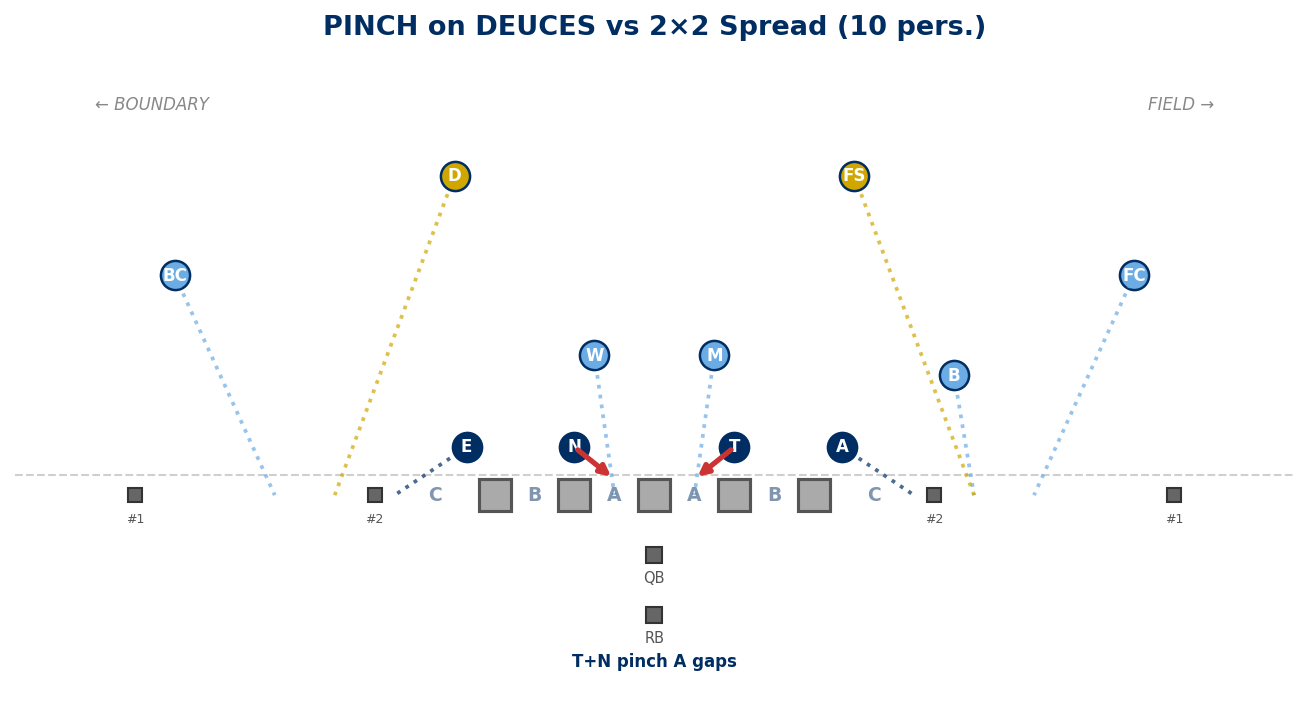 PINCH on DEUCES vs 2×2 Spread (10 pers.)
← BOUNDARY
FIELD →
D
FS
BC
FC
W
M
B
E
N
T
A
C
B
A
A
B
C
#1
#2
#2
#1
QB
RB
T+N pinch A gaps